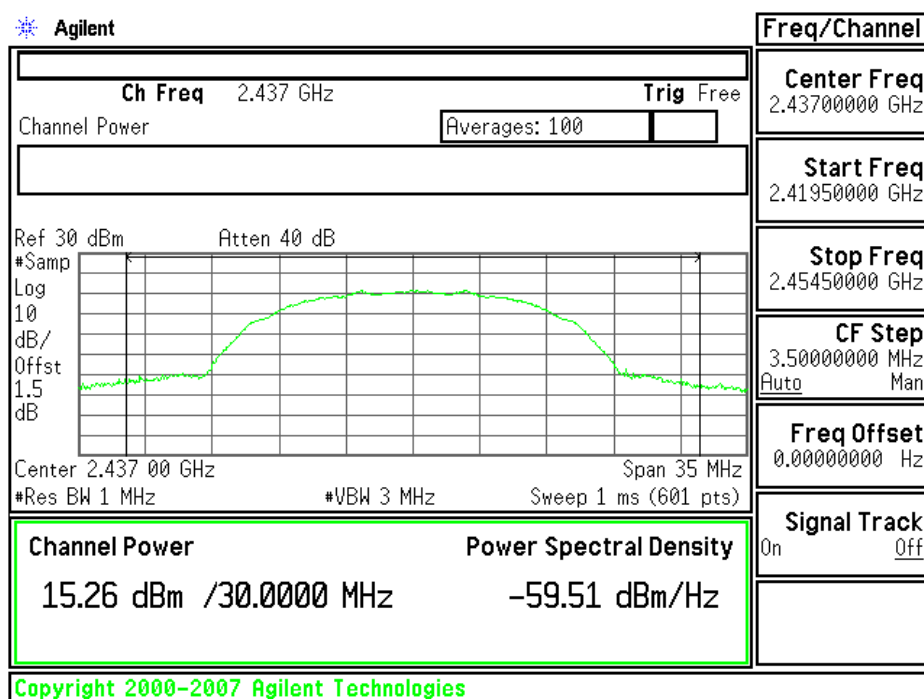 Agilent
Freq/Channel
Ch Freq 2.437 GHz Trig Free
Channel Power Averages: 100
Ref 30 dBm Atten 40 dB
#Samp
Log
10
dB/
Offst
1.5
dB
Center 2.437 00 GHz Span 35 MHz
#Res BW 1 MHz #VBW 3 MHz Sweep 1 ms (601 pts)
Channel Power Power Spectral Density
15.26 dBm /30.0000 MHz -59.51 dBm/Hz
Center Freq
2.43700000 GHz
Start Freq
2.41950000 GHz
Stop Freq
2.45450000 GHz
CF Step
3.50000000 MHz
Auto Man
Freq Offset
0.00000000 Hz
Signal Track
On Off
Copyright 2000-2007 Agilent Technologies